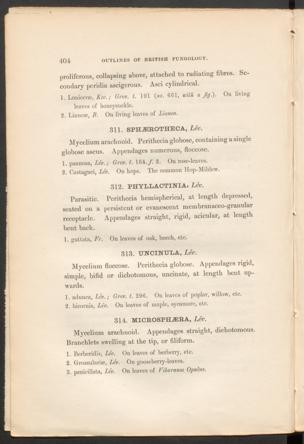 404 OUTLINES OF BRITISH FUNGOLOGY.
proliferous, collapsing above, attached to radiating fibres. Se-
condary peridia ascigerous. Asci cylindrical.
1. Loniceræ, Kze.; Grev. t. 191 (no. 661, with a fig.). On living
leaves of honeysuckle.
2. Linneæ, B. On living leaves of Linnæa.
311. SPHÆROTHECA, Lév.
Mycelium arachnoid. Perithecia globose, containing a single
globose ascus. Appendages numerous, floccose.
1. pannosa, Lév.; Grev. t. 164, f. 2. On rose-leaves.
2. Castagnei, Lév. On hops. The common Hop-Mildew.
312. PHYLLACTINIA. Lév.
Parasitic. Perithecia hemispherical, at length depressed,
seated on a persistent or evanescent membranaceo-granular
receptacle. Appendages straight, rigid, acicular, at length
bent back.
1. guttata, Fr. On leaves of oak, beech, etc.
313. UNCINULA, Lév.
Mycelium floccose. Perithecia globose. Appendages rigid,
simple, bifid or dichotomous, uncinate, at length bent up-
wards.
1. adunca, Lév.; Grev. t. 296. On leaves of poplar, willow, etc.
2. bicornis, Lév. On leaves of maple, sycamore, etc.
314. MICROSPHÆRA, Lév.
Mycelium arachnoid. Appendages straight, dichotomous.
Branchlets swelling at the tip, or filiform.
1. Berberidis, Lév. On leaves of berberry, etc.
2. Grossulariæ, Lév. On gooseberry-leaves.
3. penicillata, Lév. On leaves of Viburnum Opulus.